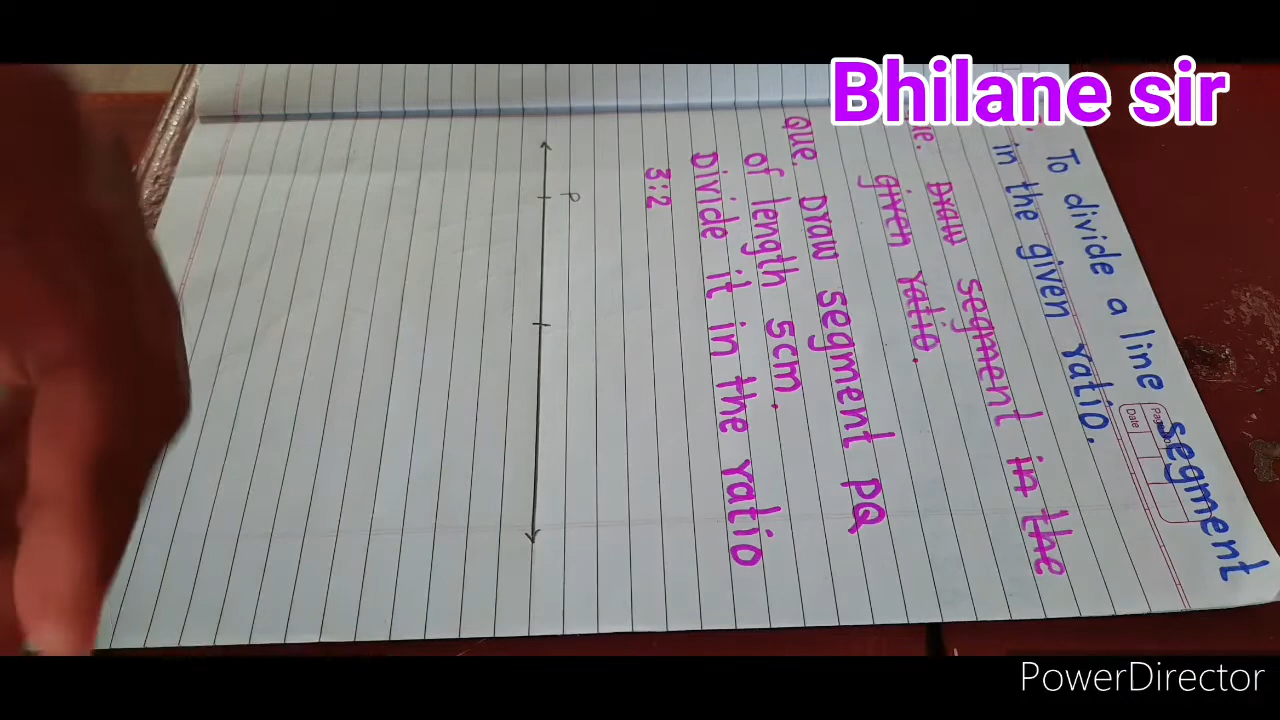 Bhilane sir
To divide a line segment
in the given ratio.
Draw segment in the
given ratio.
Que. Draw segment PQ
of length 5cm.
Divide it in the ratio
3:2
P
Page No
Date
PowerDirector